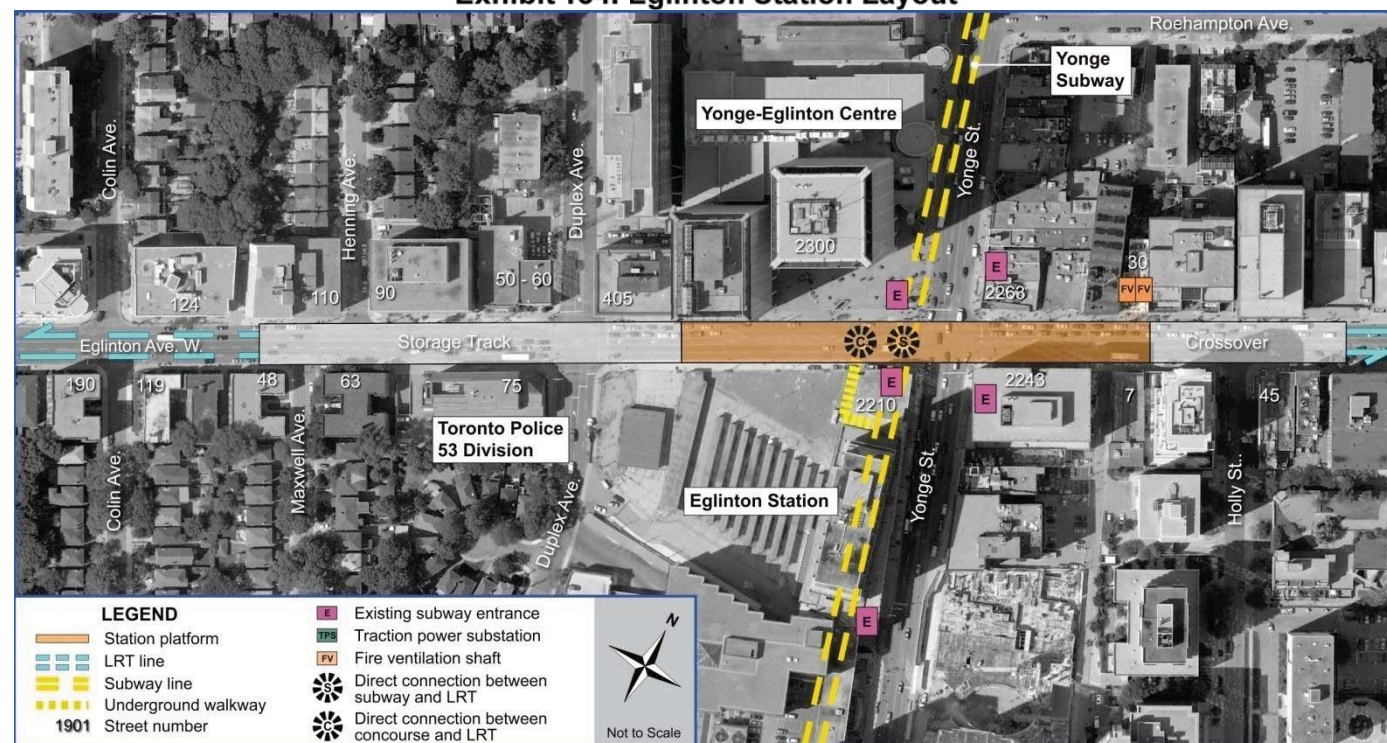 Exhibit 134: Eglinton Station Layout
Roehampton Ave.
Yonge
Subway
Yonge-Eglinton Centre
Colin Ave.
Henning Ave.
Duplex Ave.
Yonge St.
2300
124
110
90
50 - 60
405
E
E
2263
30
FV FV
Eglinton Ave. W.
Storage Track
C
S
Crossover
190
119
48
63
75
E
2210
E
2243
7
45
Toronto Police
53 Division
Colin Ave.
Maxwell Ave.
Duplex Ave.
Eglinton Station
Yonge St.
Holly St..
E
LEGEND
Station platform
LRT line
Subway line
Underground walkway
1901 Street number
E Existing subway entrance
TPS Traction power substation
FV Fire ventilation shaft
S Direct connection between
subway and LRT
C Direct connection between
concourse and LRT
N
Not to Scale